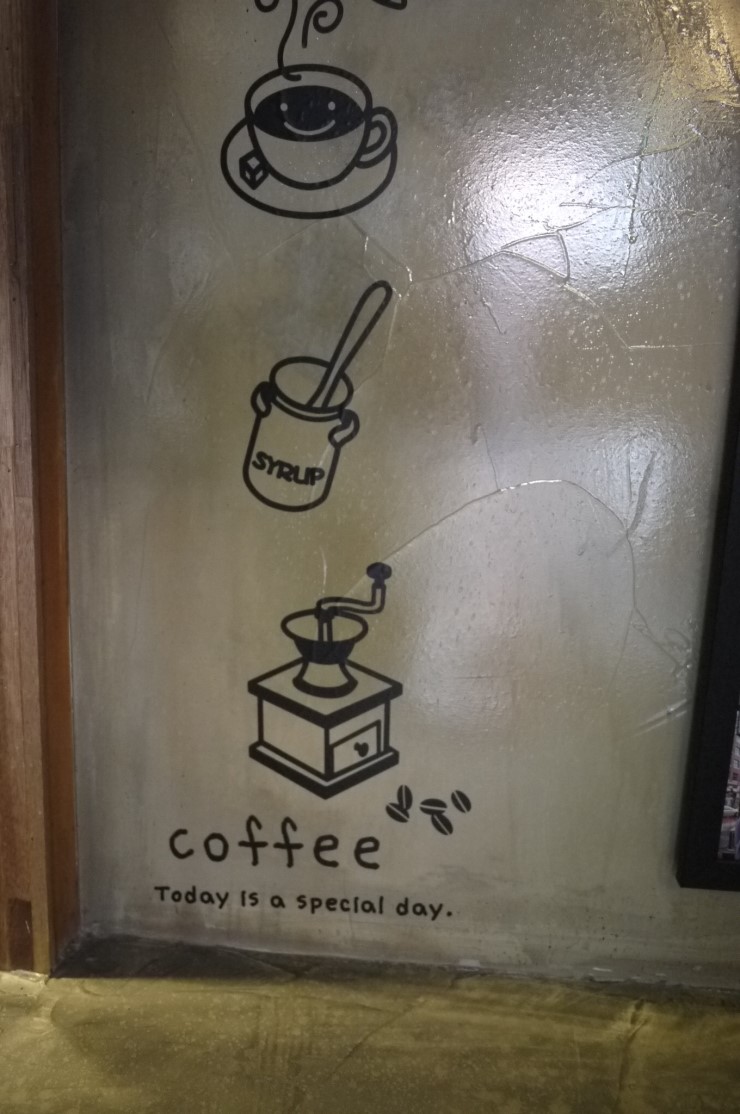 SYRUP
coffee
Today is a special day.